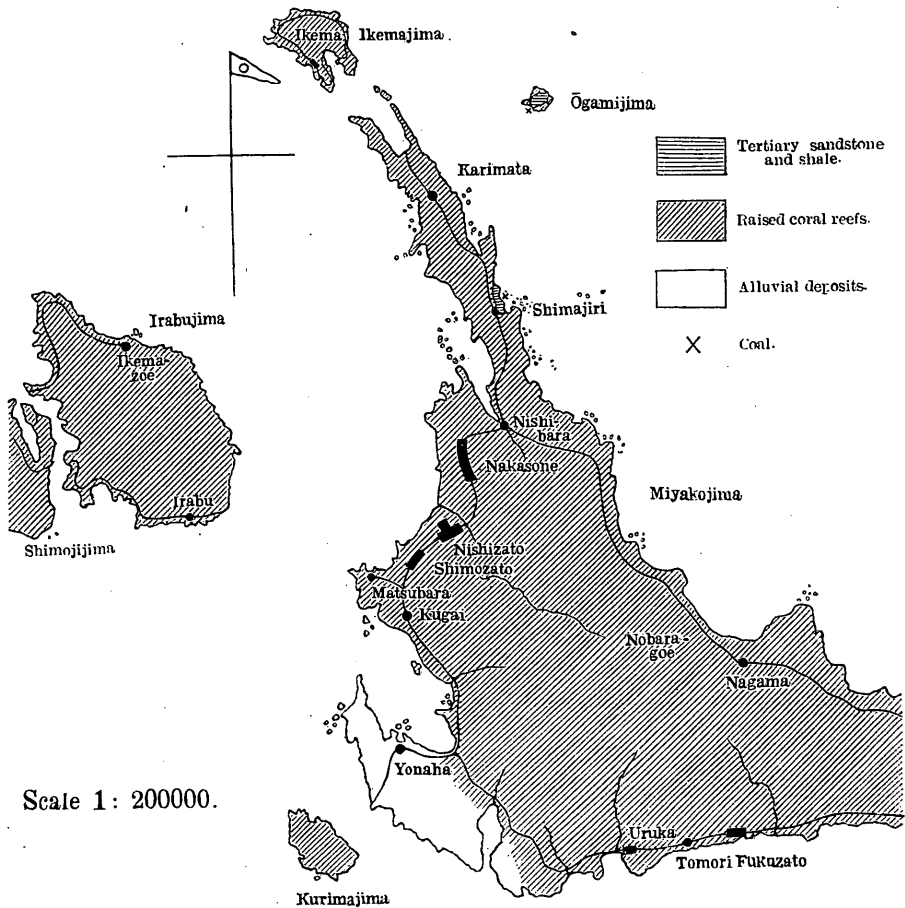 Ikema Ikemajima.
Ōgamijima
Tertiary sandstone
and shale.
Karimata
Raised coral reefs.
Alluvial deposits.
Shimajiri
Coal.
Irabujima
Ikema-
zoe
Nishi-
bara
Nakasone
Miyakojima
Irabu
Shimojijima
Nishizato
Shimozato
Matsubara
Kugai
Nobara-
goe
Nagama
Yonaha
Scale 1: 200000.
Uruka
Tomori Fukuzato
Kurimajima